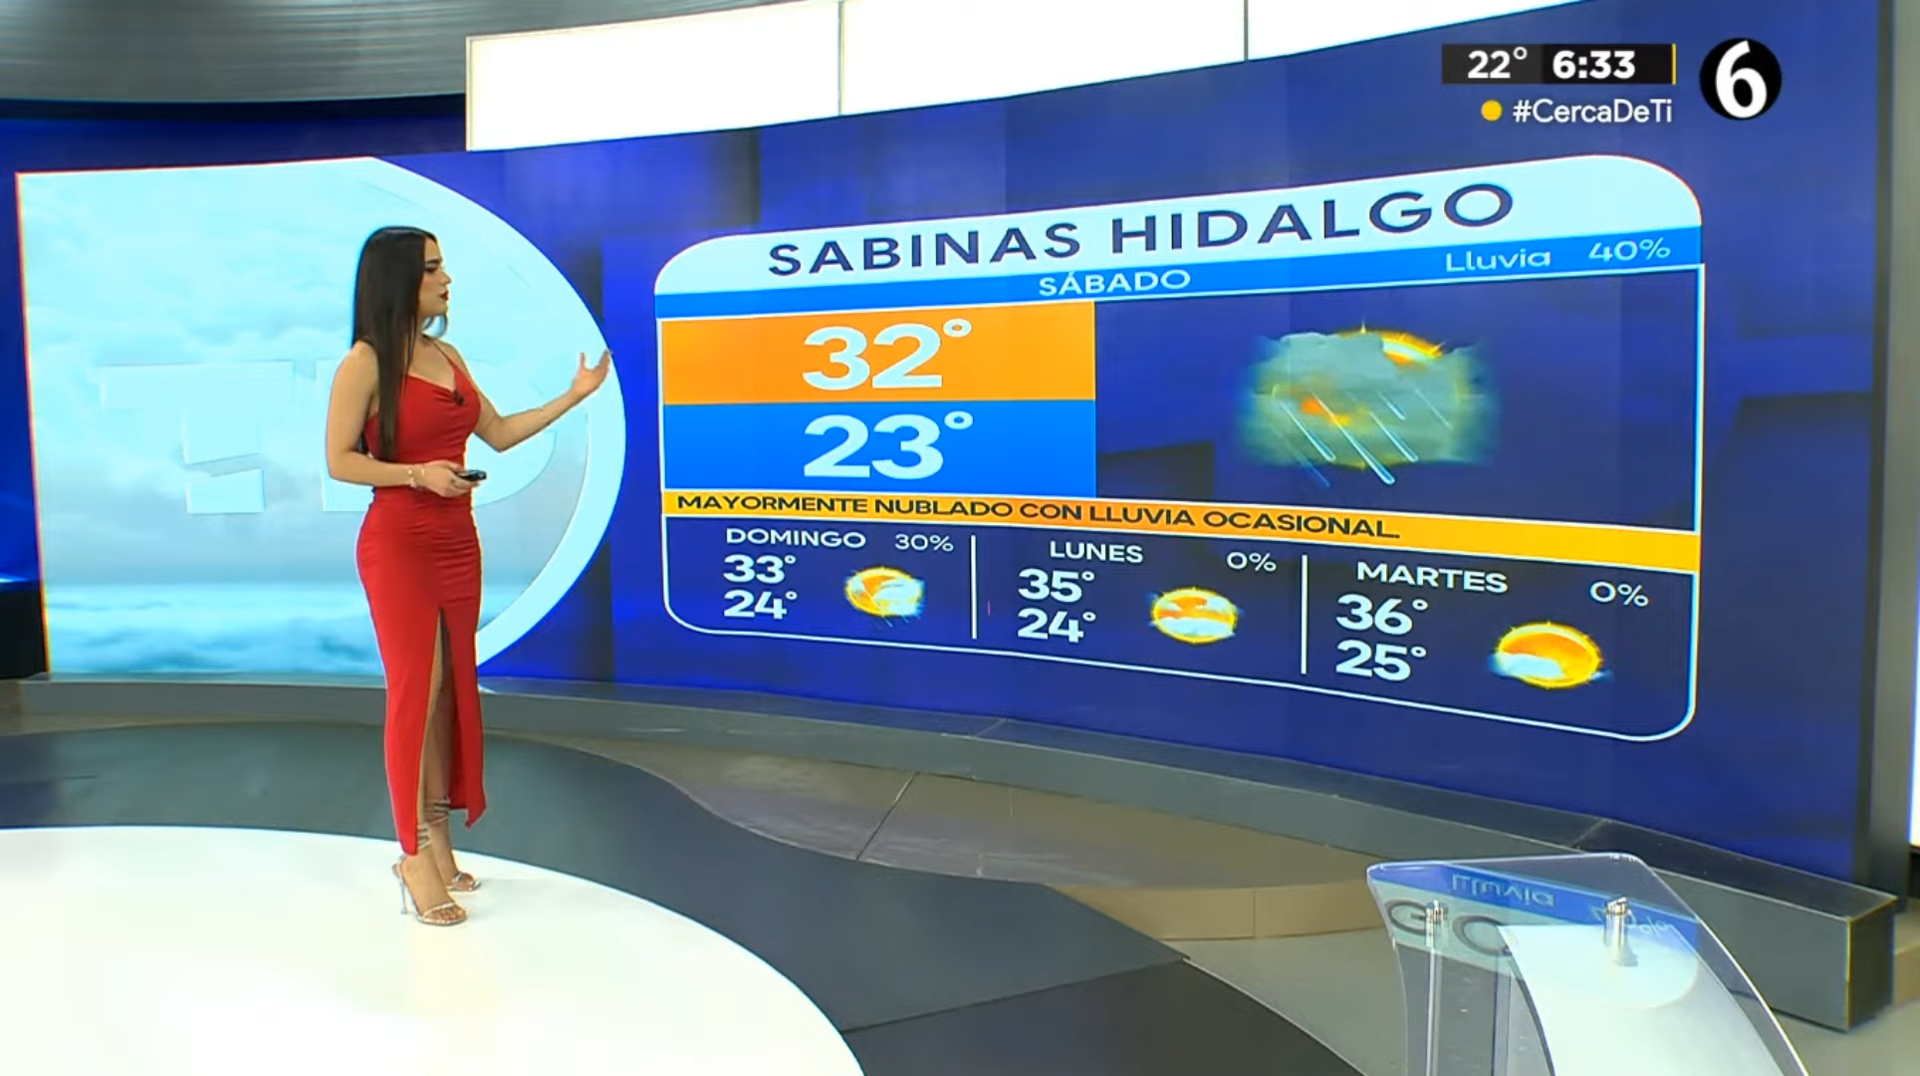 22° 6:33
6
#CercaDeTi
SABINAS HIDALGO
SÁBADO
Lluvia 40%
32°
23°
MAYORMENTE NUBLADO CON LLUVIA OCASIONAL.
DOMINGO 30%
33°
24°
LUNES 0%
35°
24°
MARTES 0%
36°
25°
Lluvia